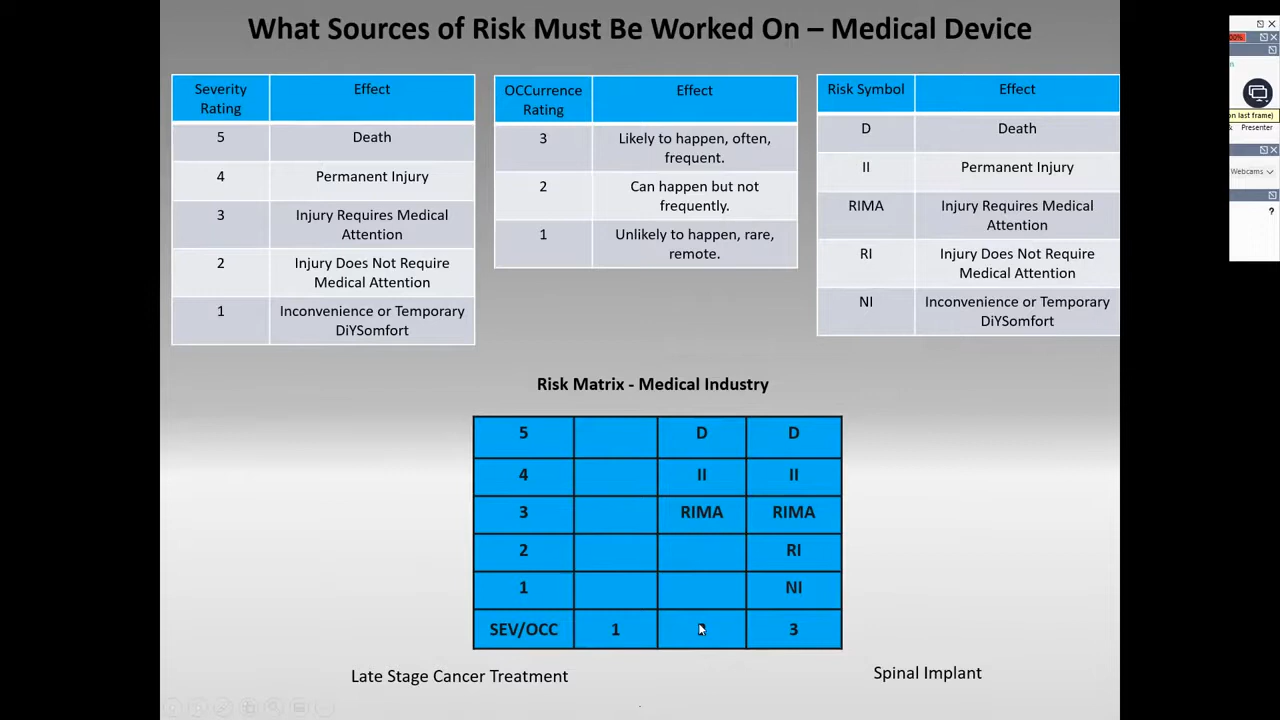 What Sources of Risk Must Be Worked On – Medical Device
Severity Rating Effect
5 Death
4 Permanent Injury
3 Injury Requires Medical Attention
2 Injury Does Not Require Medical Attention
1 Inconvenience or Temporary DiYSomfort
OCCurrence Rating Effect
3 Likely to happen, often, frequent.
2 Can happen but not frequently.
1 Unlikely to happen, rare, remote.
Risk Symbol Effect
D Death
II Permanent Injury
RIMA Injury Requires Medical Attention
RI Injury Does Not Require Medical Attention
NI Inconvenience or Temporary DiYSomfort
Risk Matrix - Medical Industry
5 D D
4 II II
3 RIMA RIMA
2 RI
1 NI
SEV/OCC 1 3
Late Stage Cancer Treatment
Spinal Implant
on last frame)
& Presenter
Webcams
?